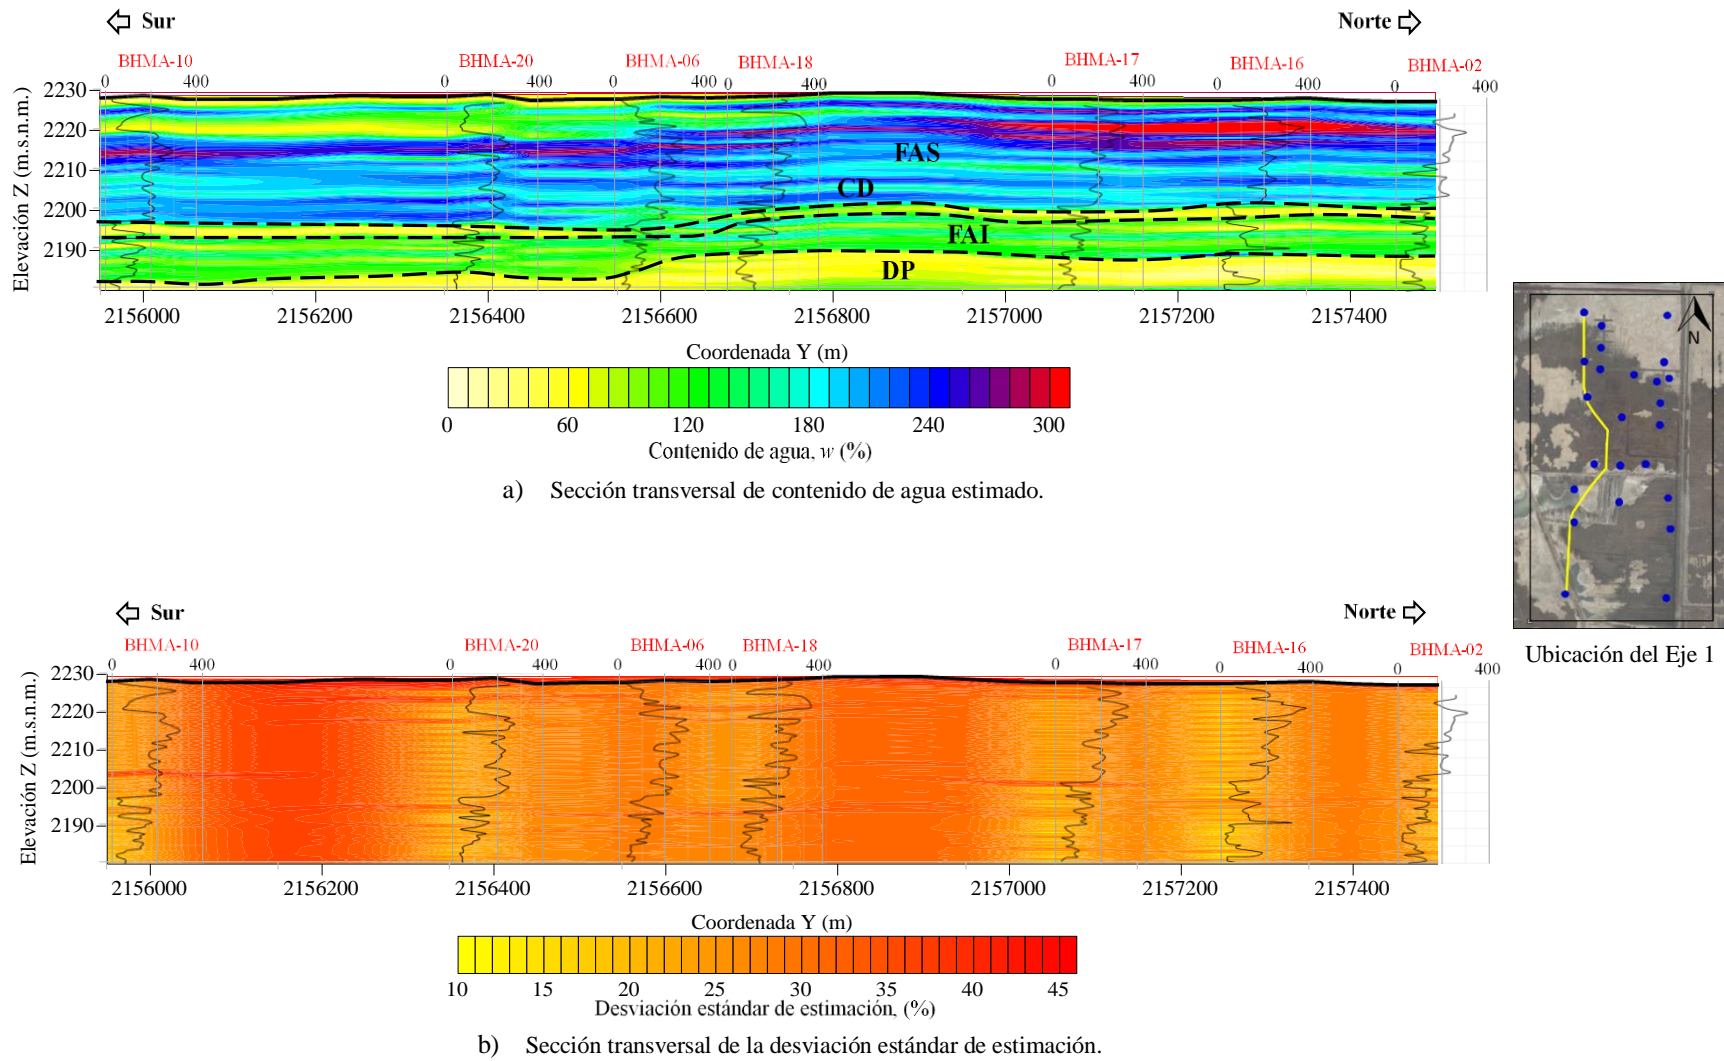 Sur Norte
BHMA-10 BHMA-20 BHMA-06 BHMA-18 BHMA-17 BHMA-16 BHMA-02
0 400 0 400 0 400 0 400 0 400 0 400 0 400
Elevación Z (m.s.n.m.)
2230
2220
2210
2200
2190
FAS
CD
FAI
DP
2156000 2156200 2156400 2156600 2156800 2157000 2157200 2157400
Coordenada Y (m)
0 60 120 180 240 300
Contenido de agua, w (%)
a) Sección transversal de contenido de agua estimado.
N
Ubicación del Eje 1
Sur Norte
BHMA-10 BHMA-20 BHMA-06 BHMA-18 BHMA-17 BHMA-16 BHMA-02
0 400 0 400 0 400 0 400 0 400 0 400 0 400
Elevación Z (m.s.n.m.)
2230
2220
2210
2200
2190
2156000 2156200 2156400 2156600 2156800 2157000 2157200 2157400
Coordenada Y (m)
10 15 20 25 30 35 40 45
Desviación estándar de estimación, (%)
b) Sección transversal de la desviación estándar de estimación.